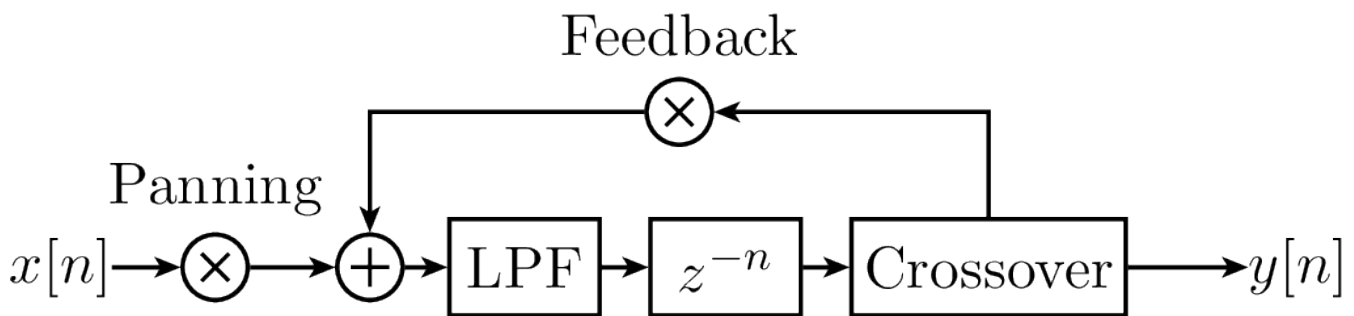 Feedback
Panning
x[n] LPF z⁻ⁿ Crossover y[n]